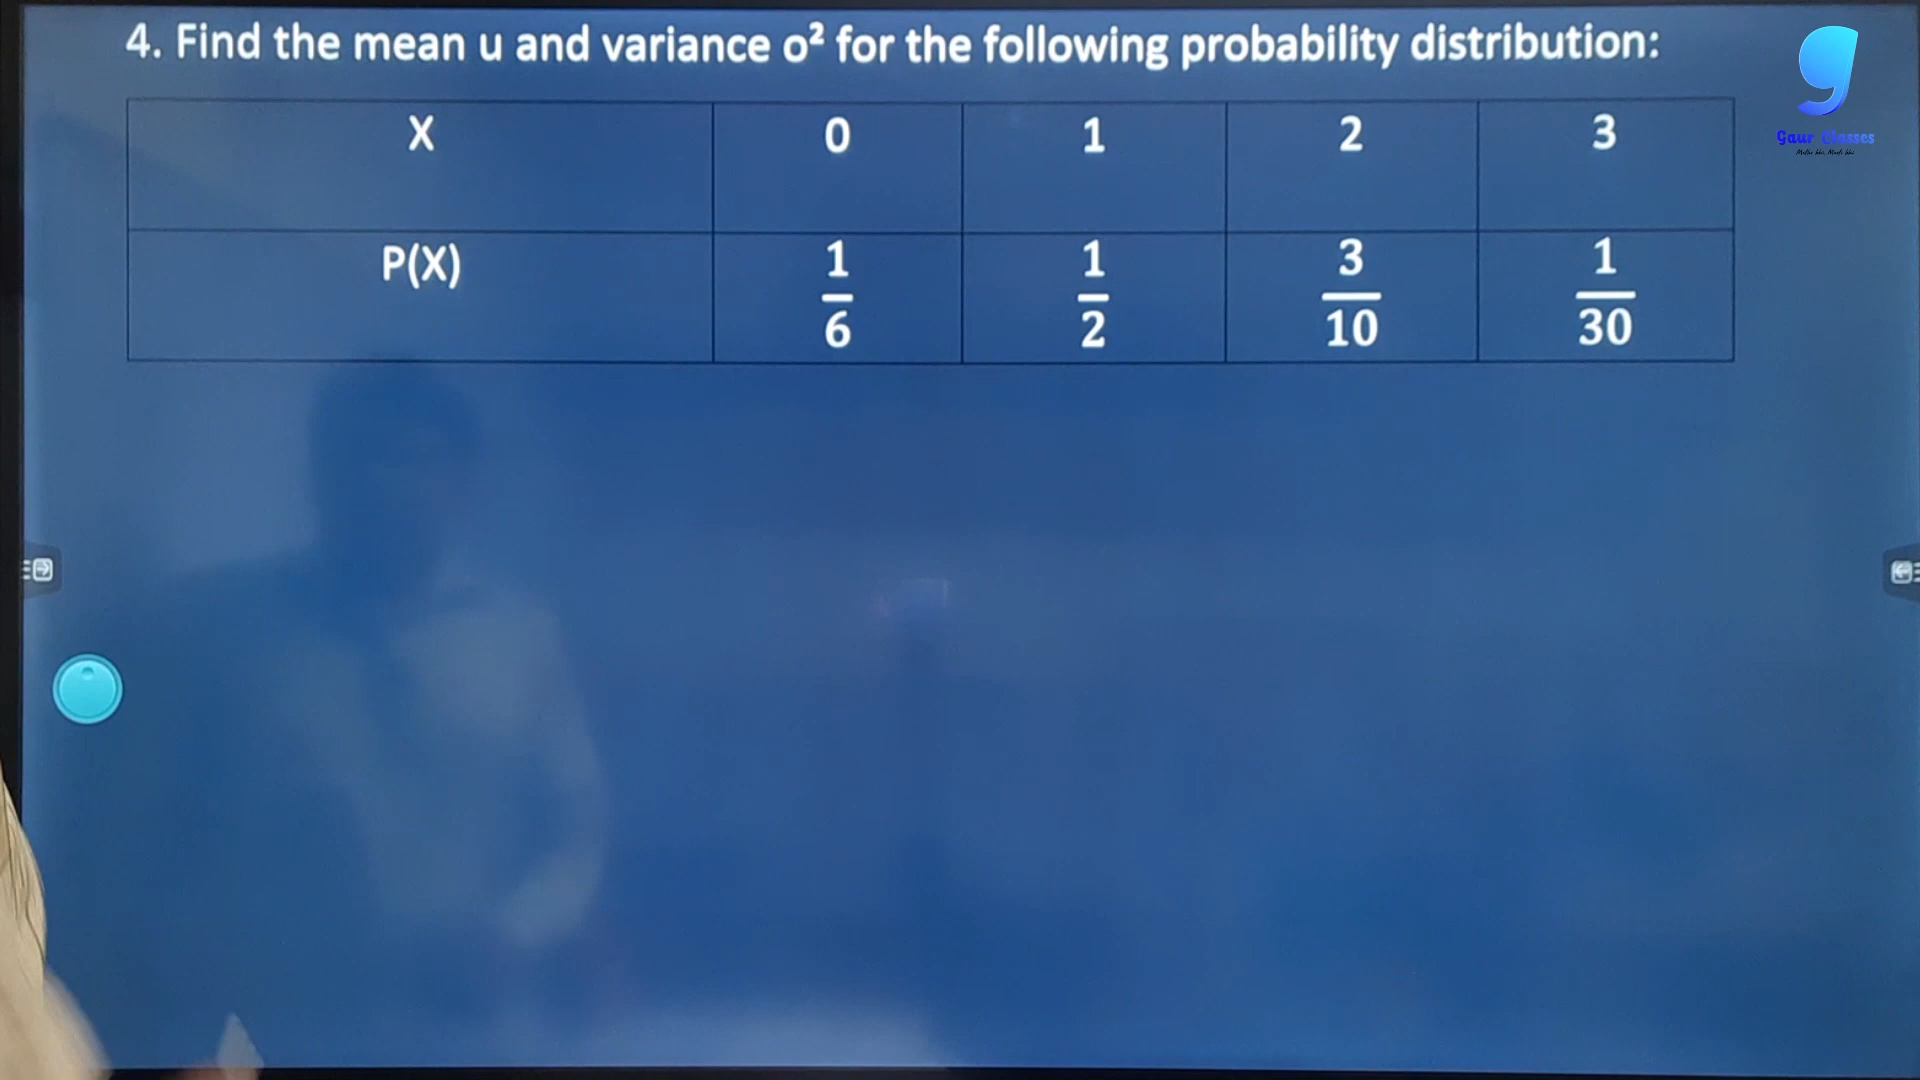 4. Find the mean u and variance o² for the following probability distribution:
X 0 1 2 3
P(X) 1/6 1/2 3/10 1/30
g
Gaur Classes